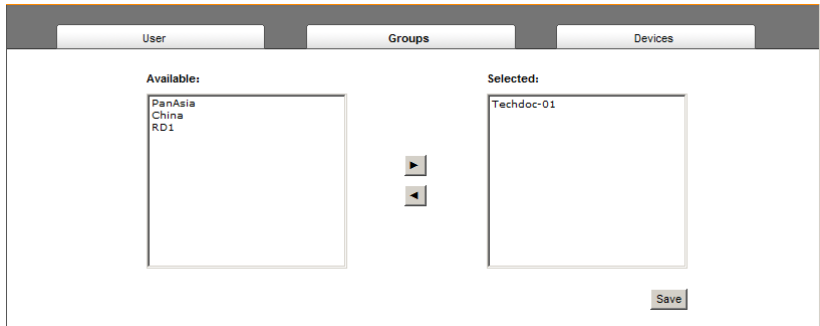 User
Groups
Devices
Available:
Selected:
PanAsia
China
RD1
Techdoc-01
Save